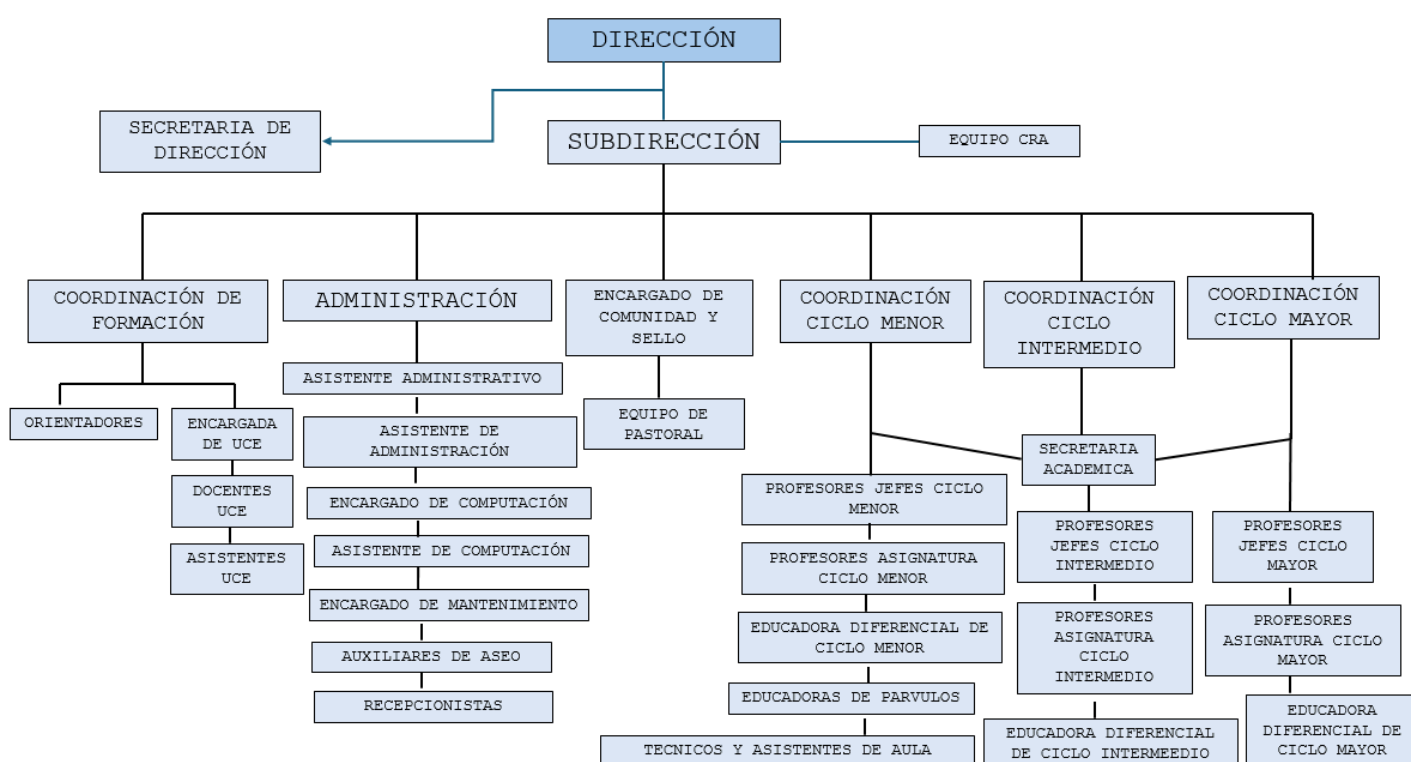 DIRECCIÓN
SECRETARIA DE
DIRECCIÓN
SUBDIRECCIÓN
EQUIPO CRA
COORDINACIÓN DE
FORMACIÓN
ADMINISTRACIÓN
ENCARGADO DE
COMUNIDAD Y
SELLO
COORDINACIÓN
CICLO MENOR
COORDINACIÓN
CICLO
INTERMEDIO
COORDINACIÓN
CICLO MAYOR
ORIENTADORES
ENCARGADA
DE UCE
DOCENTES
UCE
ASISTENTES
UCE
ASISTENTE ADMINISTRATIVO
ASISTENTE DE
ADMINISTRACIÓN
ENCARGADO DE COMPUTACIÓN
ASISTENTE DE COMPUTACIÓN
ENCARGADO DE MANTENIMIENTO
AUXILIARES DE ASEO
RECEPCIONISTAS
EQUIPO DE
PASTORAL
SECRETARIA
ACADEMICA
PROFESORES JEFES CICLO
MENOR
PROFESORES ASIGNATURA
CICLO MENOR
EDUCADORA DIFERENCIAL DE
CICLO MENOR
EDUCADORAS DE PARVULOS
TECNICOS Y ASISTENTES DE AULA
PROFESORES
JEFES CICLO
INTERMEDIO
PROFESORES
ASIGNATURA
CICLO
INTERMEDIO
EDUCADORA DIFERENCIAL
DE CICLO INTERMEEDIO
PROFESORES
JEFES CICLO
MAYOR
PROFESORES
ASIGNATURA CICLO
MAYOR
EDUCADORA
DIFERENCIAL DE
CICLO MAYOR